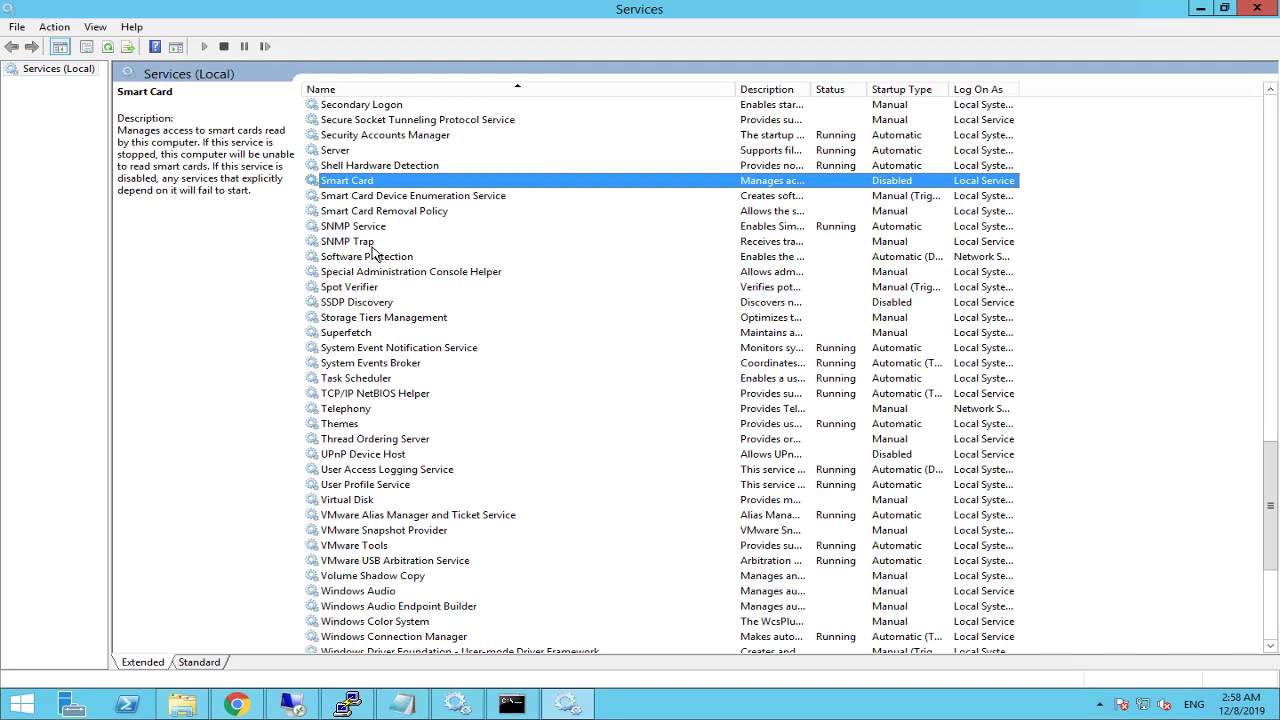 Services
File Action View Help
Services (Local)
Services (Local)
Smart Card
Description:
Manages access to smart cards read
by this computer. If this service is
stopped, this computer will be unable
to read smart cards. If this service is
disabled, any services that explicitly
depend on it will fail to start.
Name Description Status Startup Type Log On As
Secondary Logon Enables star... Manual Local Syste...
Secure Socket Tunneling Protocol Service Provides su... Manual Local Service
Security Accounts Manager The startup ... Running Automatic Local Syste...
Server Supports fil... Running Automatic Local Syste...
Shell Hardware Detection Provides no... Running Automatic Local Syste...
Smart Card Manages ac... Disabled Local Service
Smart Card Device Enumeration Service Creates soft... Manual (Trig... Local Syste...
Smart Card Removal Policy Allows the s... Manual Local Syste...
SNMP Service Enables Sim... Running Automatic Local Syste...
SNMP Trap Receives tra... Manual Local Service
Software Protection Enables the ... Automatic (D... Network S...
Special Administration Console Helper Allows adm... Manual Local Syste...
Spot Verifier Verifies pot... Manual (Trig... Local Syste...
SSDP Discovery Discovers n... Disabled Local Service
Storage Tiers Management Optimizes t... Manual Local Syste...
Superfetch Maintains a... Manual Local Syste...
System Event Notification Service Monitors sy... Running Automatic Local Syste...
System Events Broker Coordinates... Running Automatic (T... Local Syste...
Task Scheduler Enables a us... Running Automatic Local Syste...
TCP/IP NetBIOS Helper Provides su... Running Automatic (T... Local Service
Telephony Provides Tel... Manual Network S...
Themes Provides us... Running Automatic Local Syste...
Thread Ordering Server Provides or... Manual Local Service
UPnP Device Host Allows UPn... Disabled Local Service
User Access Logging Service This service ... Running Automatic (D... Local Syste...
User Profile Service This service ... Running Automatic Local Syste...
Virtual Disk Provides m... Manual Local Syste...
VMware Alias Manager and Ticket Service Alias Mana... Running Automatic Local Syste...
VMware Snapshot Provider VMware Sn... Manual Local Syste...
VMware Tools Provides su... Running Automatic Local Syste...
VMware USB Arbitration Service Arbitration ... Running Automatic Local Syste...
Volume Shadow Copy Manages an... Manual Local Syste...
Windows Audio Manages au... Manual Local Service
Windows Audio Endpoint Builder Manages au... Manual Local Syste...
Windows Color System The WcsPlu... Manual Local Service
Windows Connection Manager Makes auto... Running Automatic (T... Local Service
Windows Driver Foundation - User-mode Driver Framework Creates and... Manual (Trig... Local Syste...
Extended Standard
ENG
2:58 AM
12/8/2019